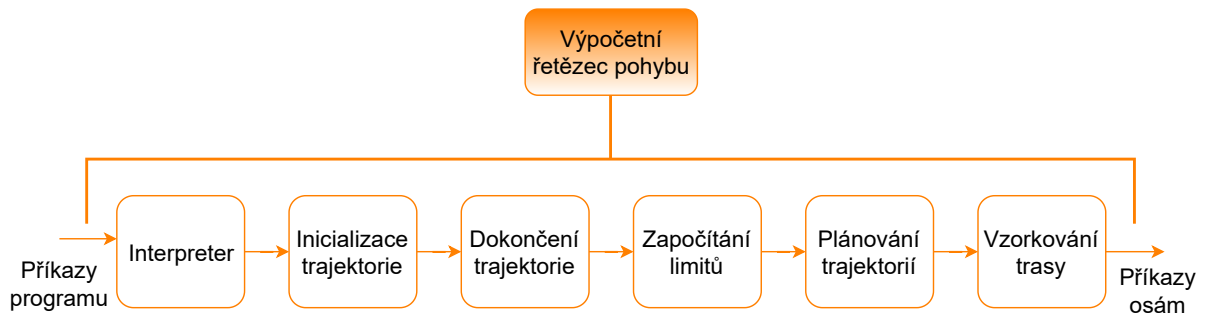 Výpočetní
řetězec pohybu
Příkazy
programu
Interpreter
Inicializace
trajektorie
Dokončení
trajektorie
Započítání
limitů
Plánování
trajektorií
Vzorkování
trasy
Příkazy
osám